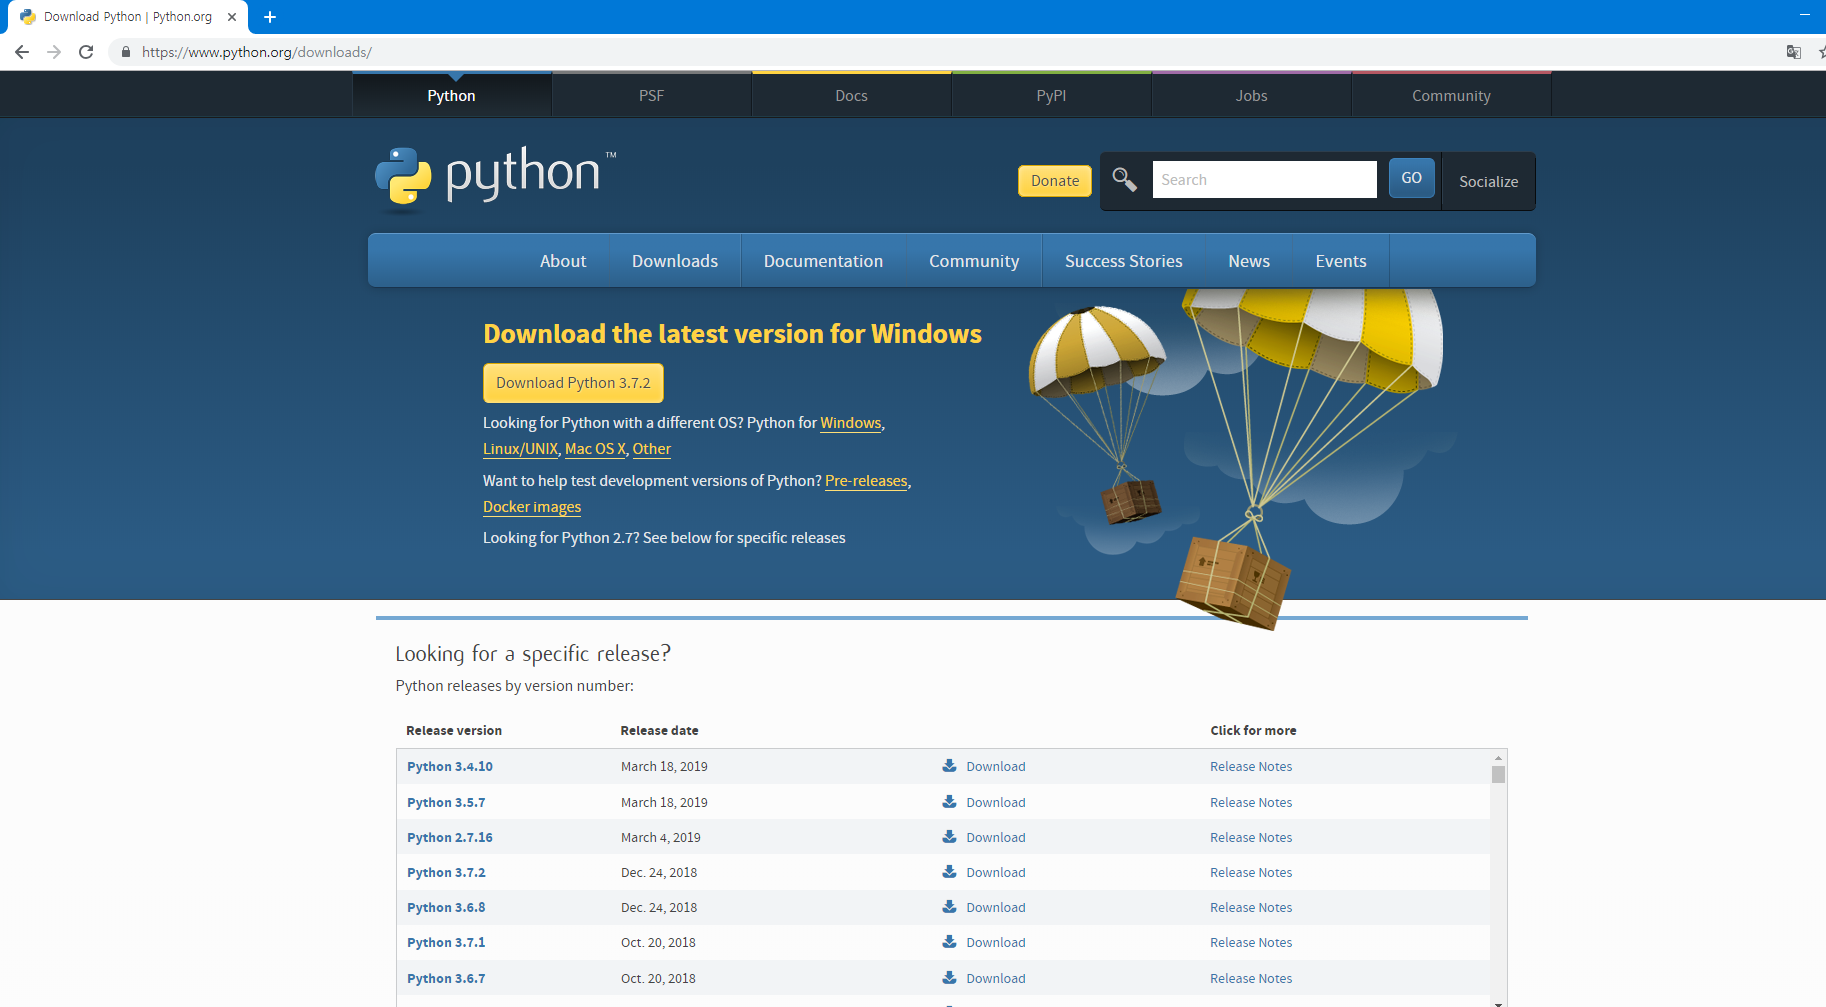 Download Python | Python.org
https://www.python.org/downloads/
Python PSF Docs PyPI Jobs Community
python™
Donate Search GO Socialize
About Downloads Documentation Community Success Stories News Events
Download the latest version for Windows
Download Python 3.7.2
Looking for Python with a different OS? Python for Windows,
Linux/UNIX, Mac OS X, Other
Want to help test development versions of Python? Pre-releases,
Docker images
Looking for Python 2.7? See below for specific releases
Looking for a specific release?
Python releases by version number:
Release version Release date Click for more
Python 3.4.10 March 18, 2019 Download Release Notes
Python 3.5.7 March 18, 2019 Download Release Notes
Python 2.7.16 March 4, 2019 Download Release Notes
Python 3.7.2 Dec. 24, 2018 Download Release Notes
Python 3.6.8 Dec. 24, 2018 Download Release Notes
Python 3.7.1 Oct. 20, 2018 Download Release Notes
Python 3.6.7 Oct. 20, 2018 Download Release Notes